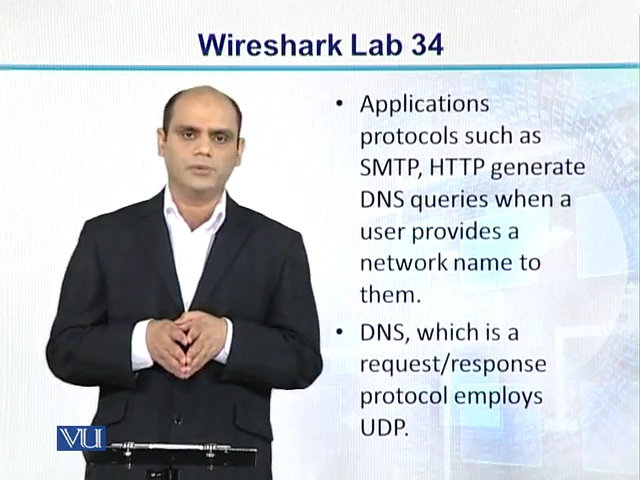 Wireshark Lab 34
• Applications
protocols such as
SMTP, HTTP generate
DNS queries when a
user provides a
network name to
them.
• DNS, which is a
request/response
protocol employs
UDP.
VU